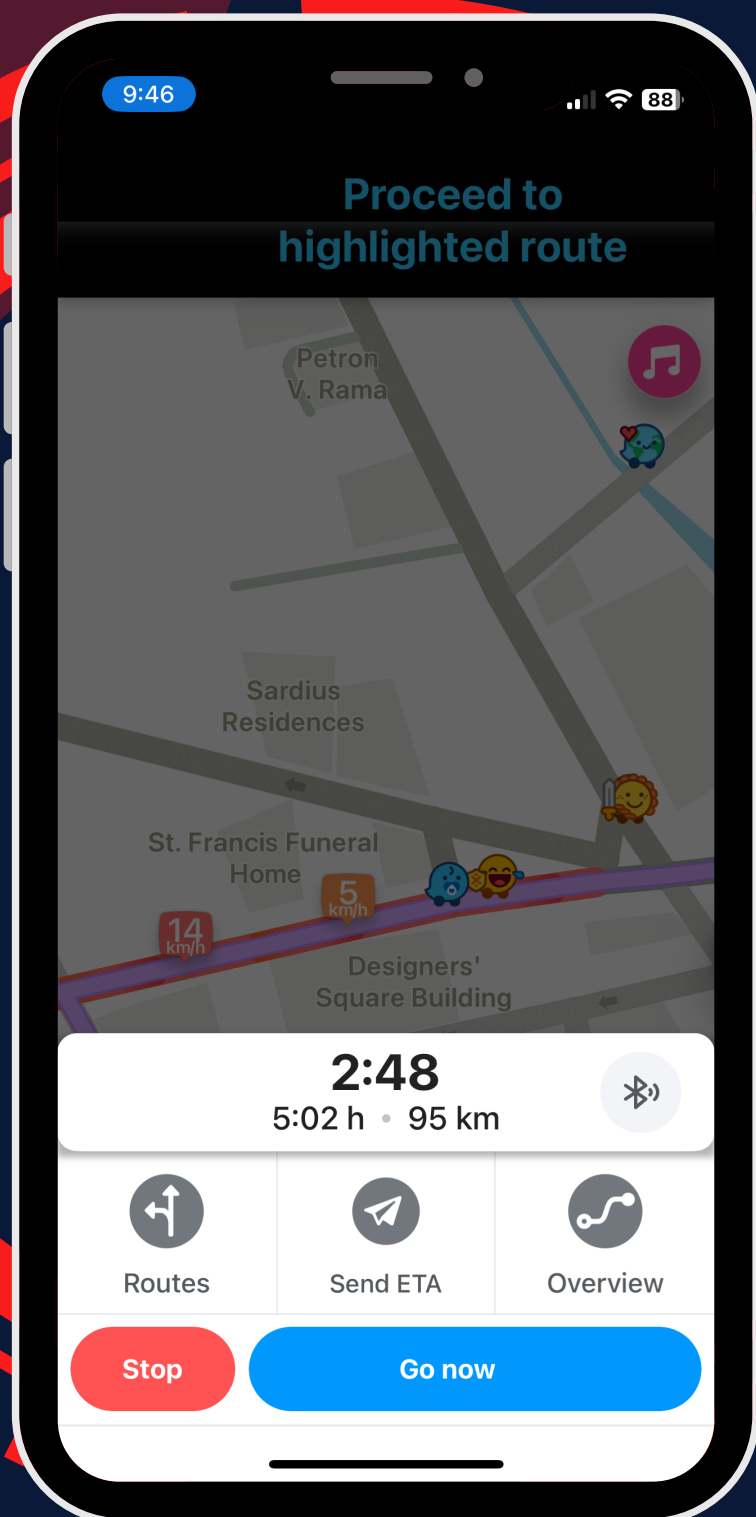 9:46
88
Proceed to
highlighted route
Petron
V. Rama
Sardius
Residences
St. Francis Funeral
Home
5
km/h
14
km/h
Designers'
Square Building
2:48
5:02 h • 95 km
Routes
Send ETA
Overview
Stop
Go now